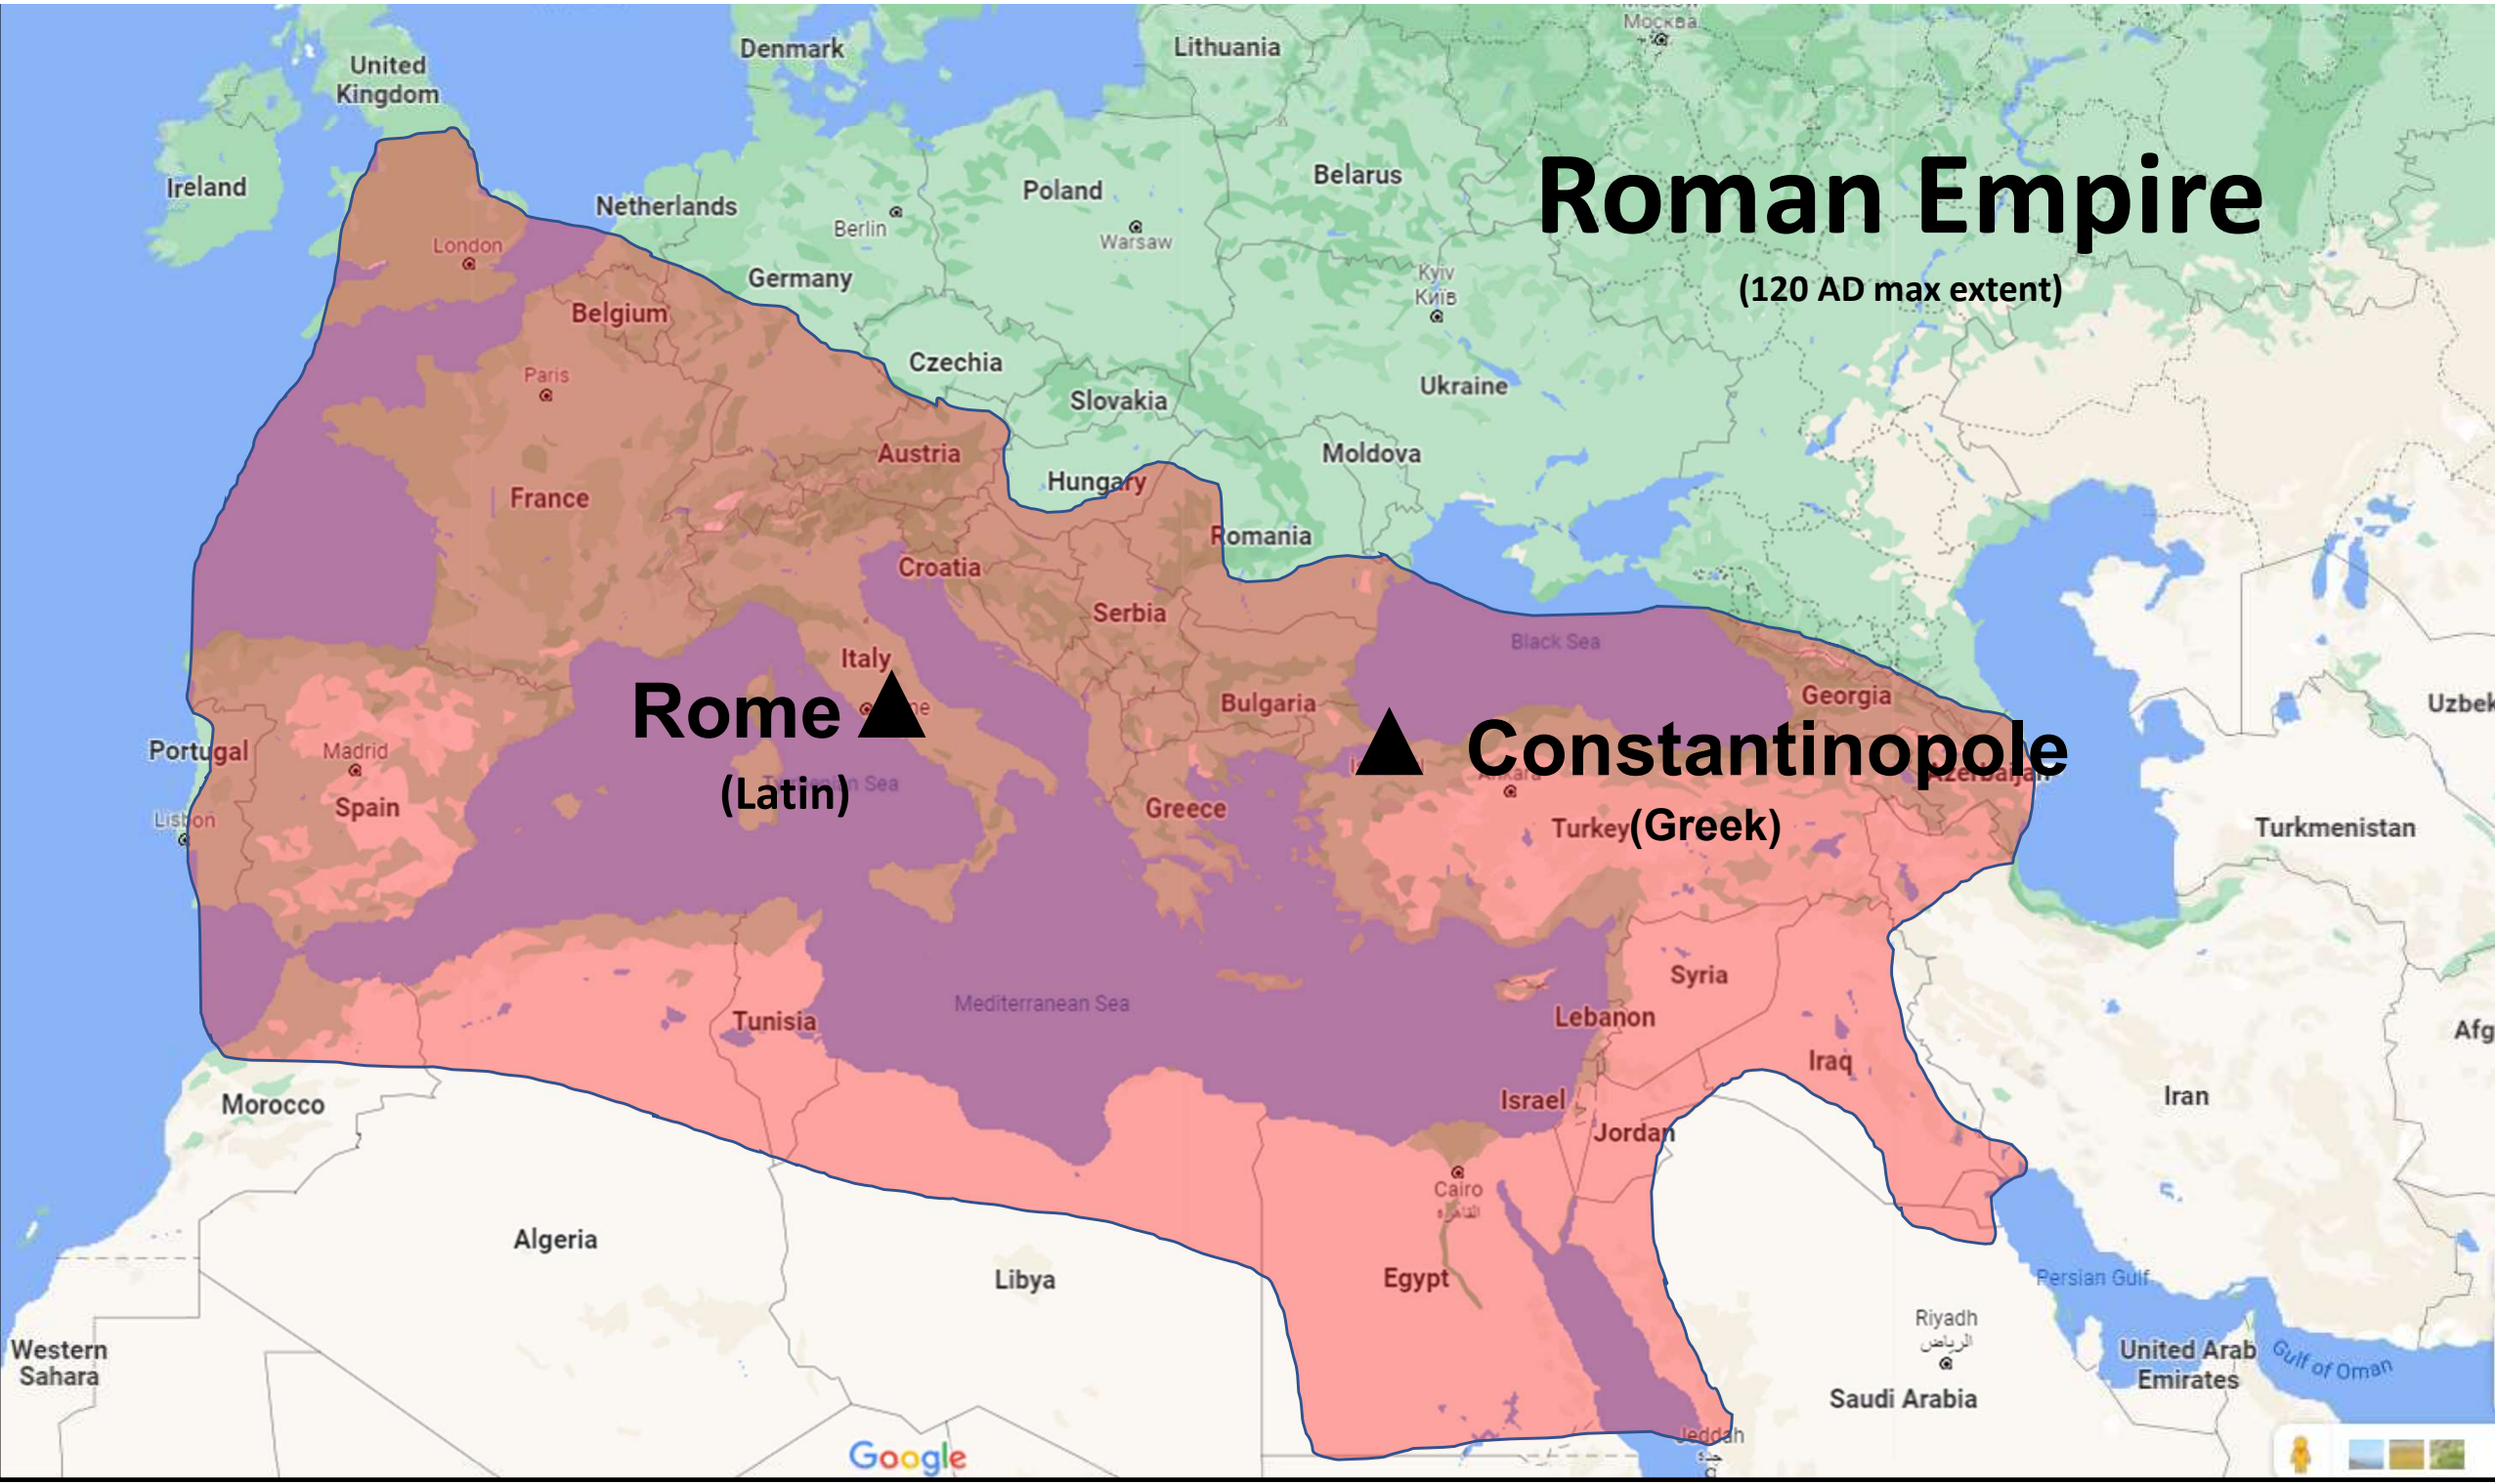 Москва
Denmark
Lithuania
United
Kingdom
Ireland
Netherlands
Berlin
Poland
Warsaw
Belarus
Roman Empire
(120 AD max extent)
London
Germany
Kyiv
Київ
Belgium
Paris
Czechia
Slovakia
Ukraine
Austria
Moldova
Hungary
France
Romania
Croatia
Serbia
Black Sea
Italy
Rome
(Latin)
Bulgaria
Georgia
Uzbek
Portugal
Madrid
Constantinopole
(Greek)
Ankara
Azerbaijan
Spain
Lisbon
Greece
Turkey
Turkmenistan
Syria
Mediterranean Sea
Tunisia
Lebanon
Afg
Iraq
Iran
Morocco
Israel
Jordan
Cairo
القاهرة
Algeria
Libya
Egypt
Persian Gulf
Riyadh
الرياض
Western
Sahara
United Arab
Emirates
Gulf of Oman
Saudi Arabia
Jeddah
Google